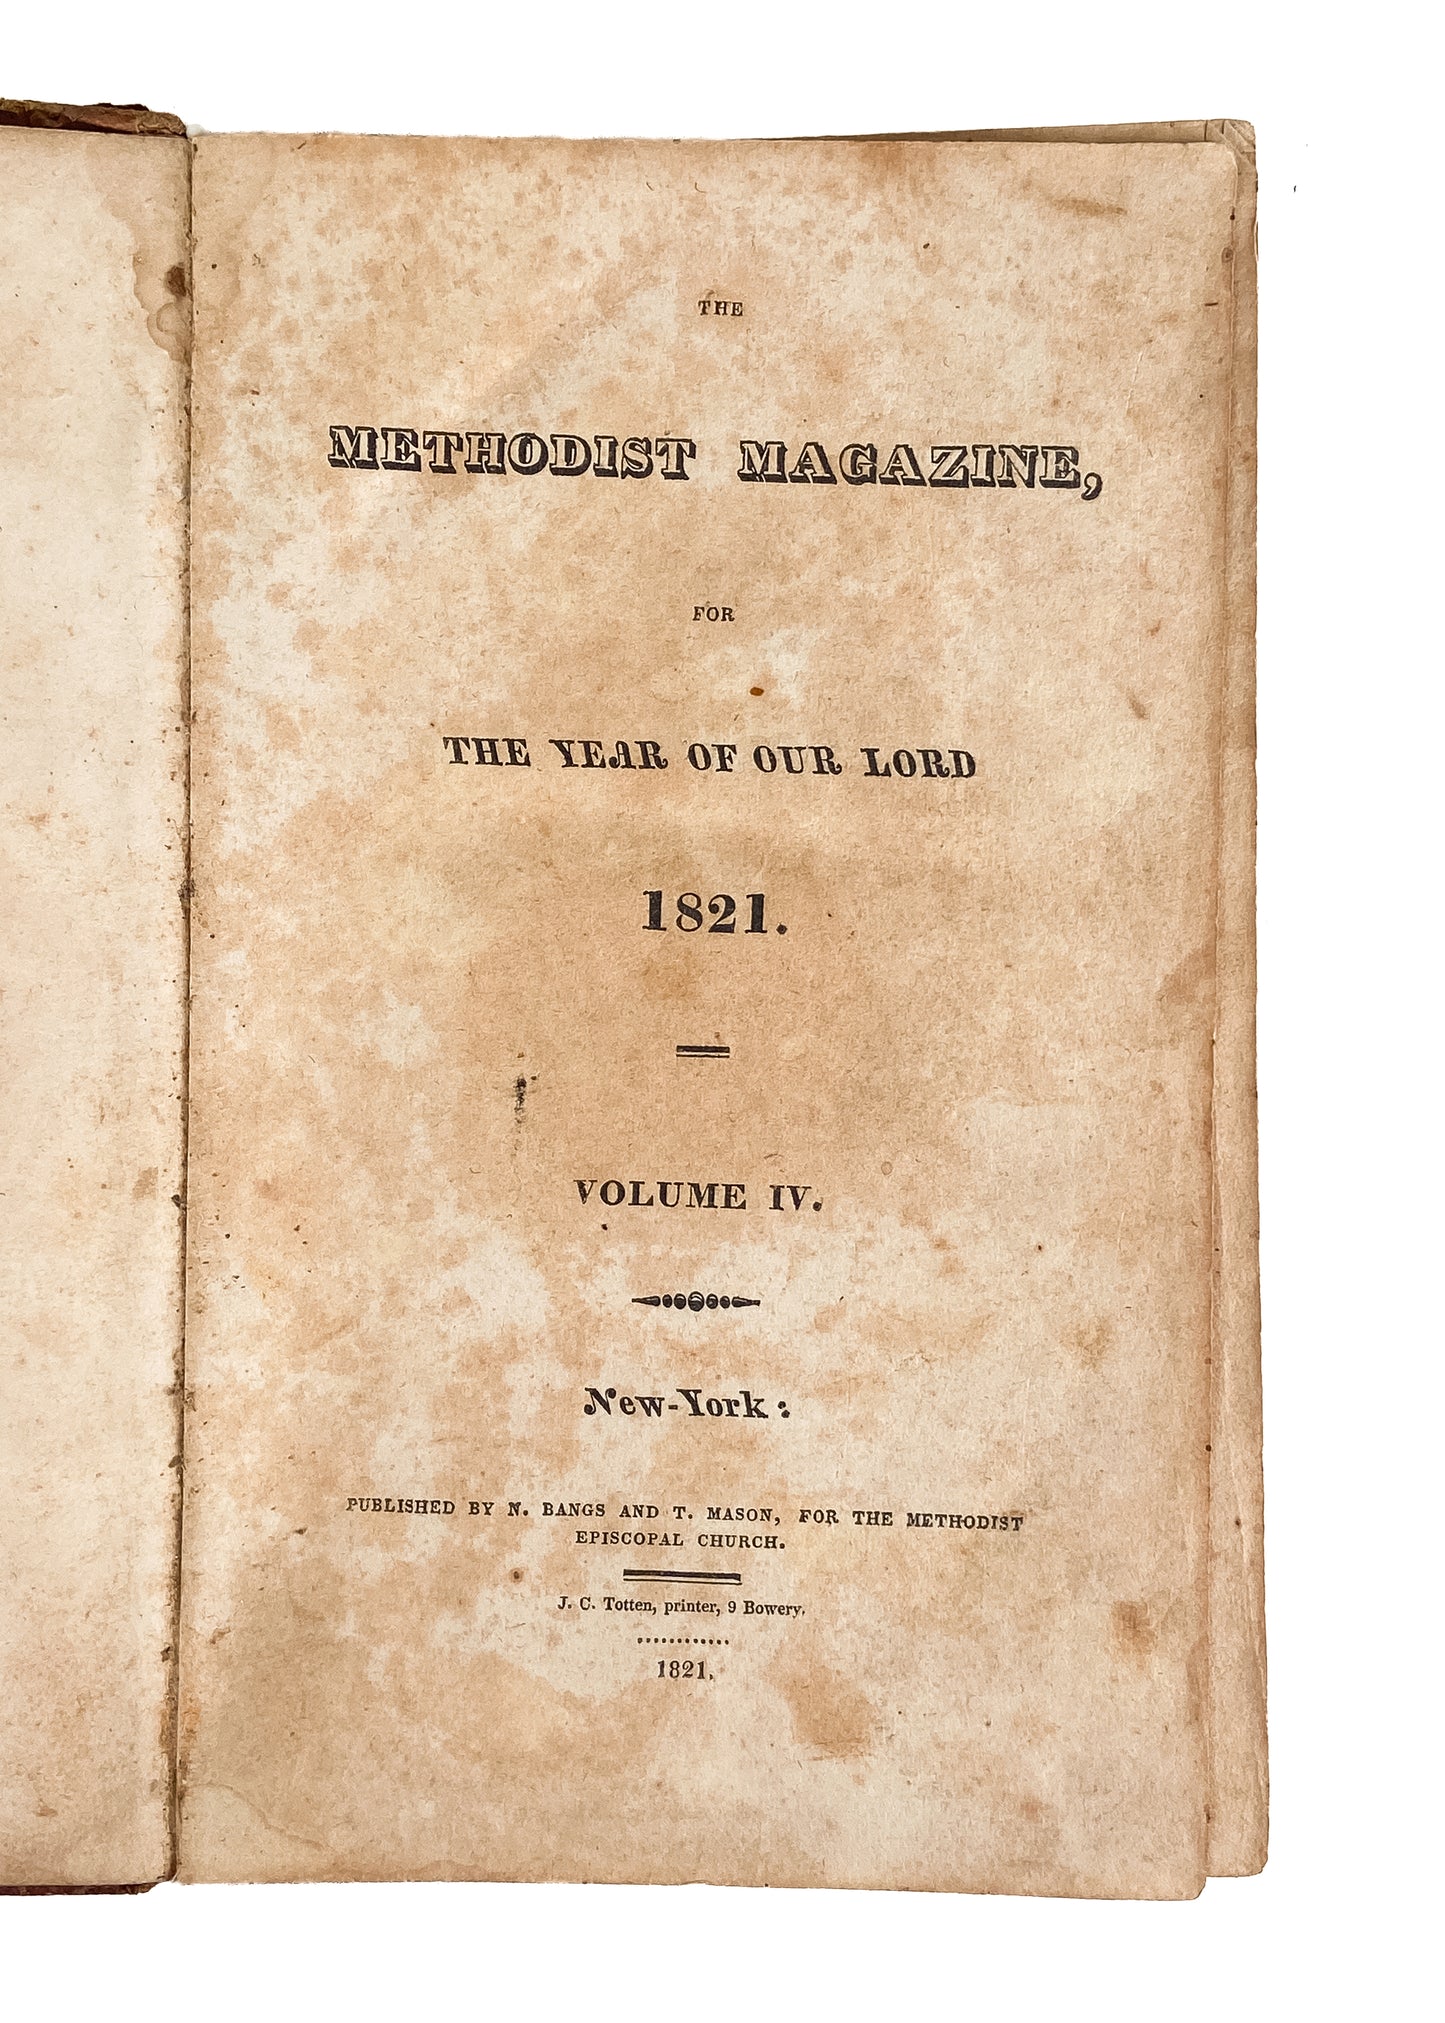 THE
METHODIST MAGAZINE,
FOR
THE YEAR OF OUR LORD
1821.
VOLUME IV.
New-York:
PUBLISHED BY N. BANGS AND T. MASON, FOR THE METHODIST
EPISCOPAL CHURCH.
J. C. Totten, printer, 9 Bowery.
1821.